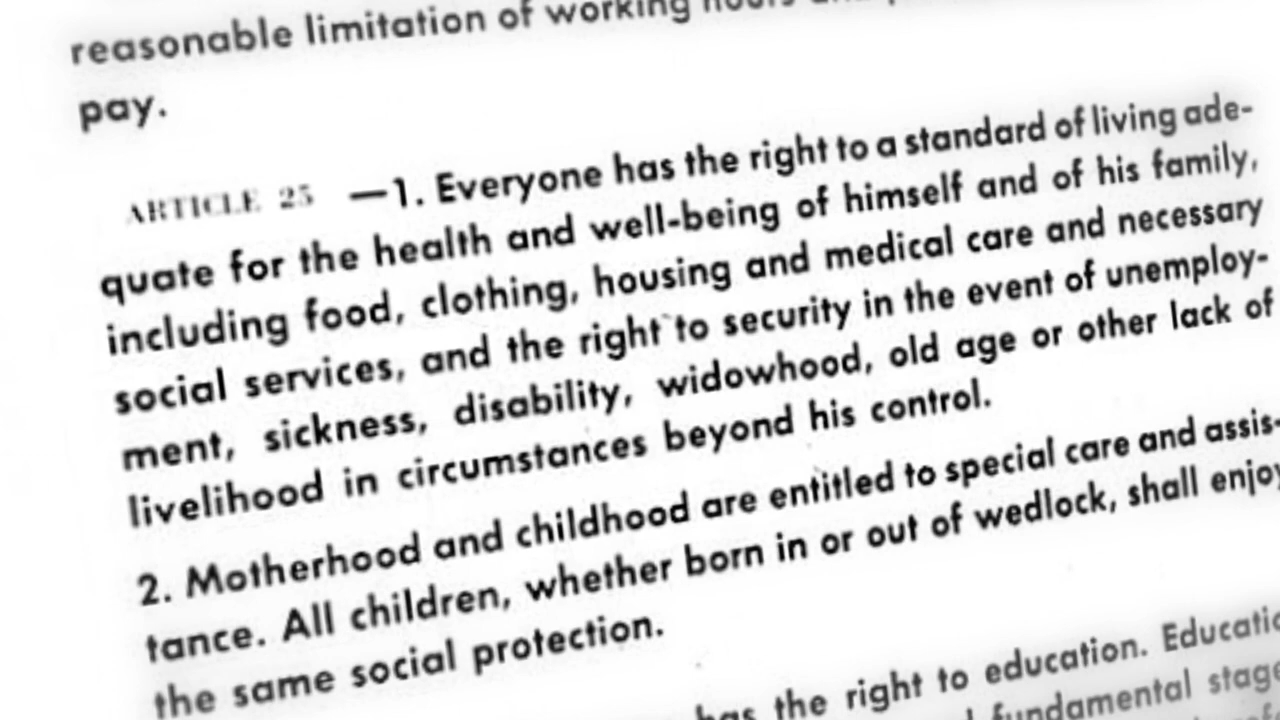 reasonable limitation of working hours
pay.
ARTICLE 25 —1. Everyone has the right to a standard of living ade-
quate for the health and well-being of himself and of his family,
including food, clothing, housing and medical care and necessary
social services, and the right to security in the event of unemploy-
ment, sickness, disability, widowhood, old age or other lack of
livelihood in circumstances beyond his control.
2. Motherhood and childhood are entitled to special care and assis-
tance. All children, whether born in or out of wedlock, shall enjoy
the same social protection.
has the right to education. Educatio
fundamental stage